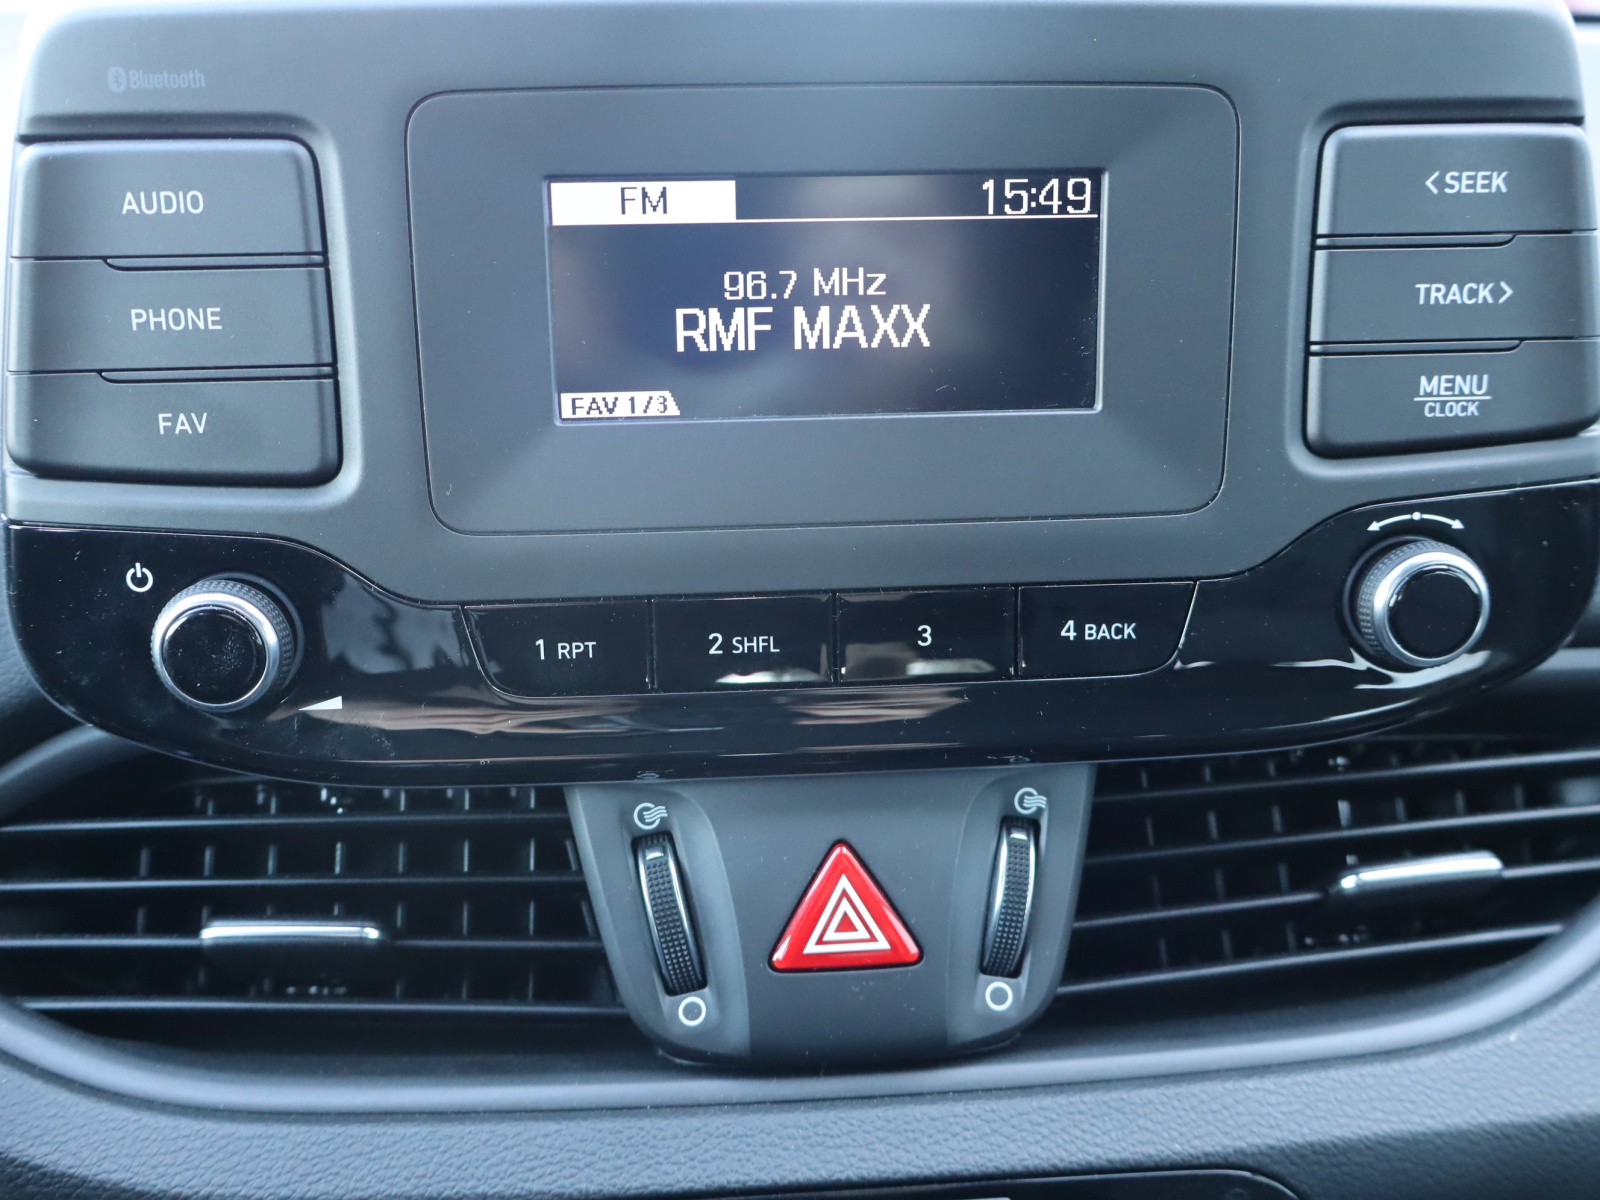 Bluetooth
AUDIO
PHONE
FAV
FM 15:49
96.7 MHz
RMF MAXX
FAV 1/3
<SEEK
TRACK>
MENU
CLOCK
1 RPT
2 SHFL
3
4 BACK